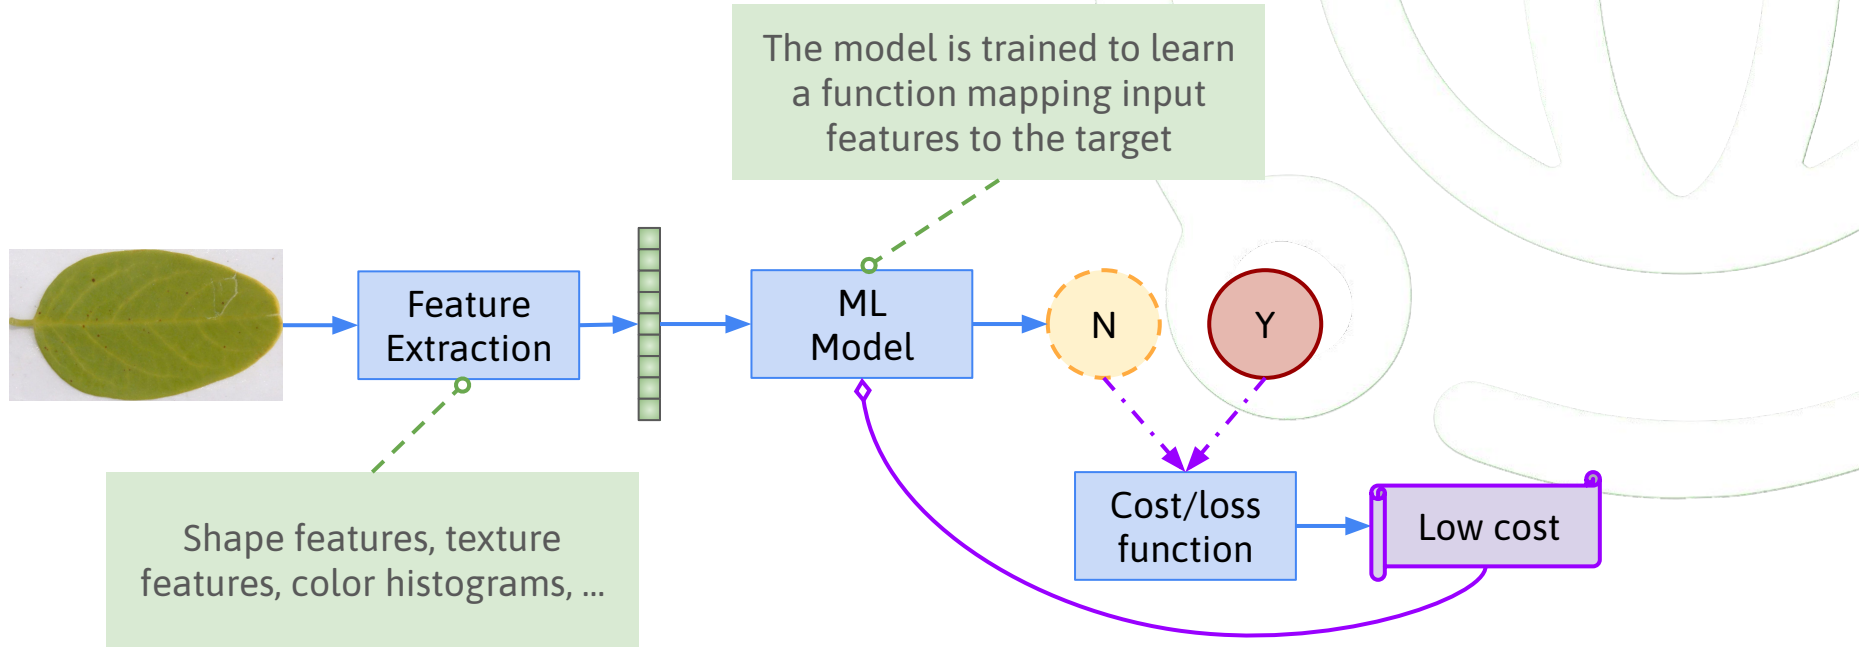 The model is trained to learn
a function mapping input
features to the target
Feature
Extraction
ML
Model
N
Y
Shape features, texture
features, color histograms, ...
Cost/loss
function
Low cost